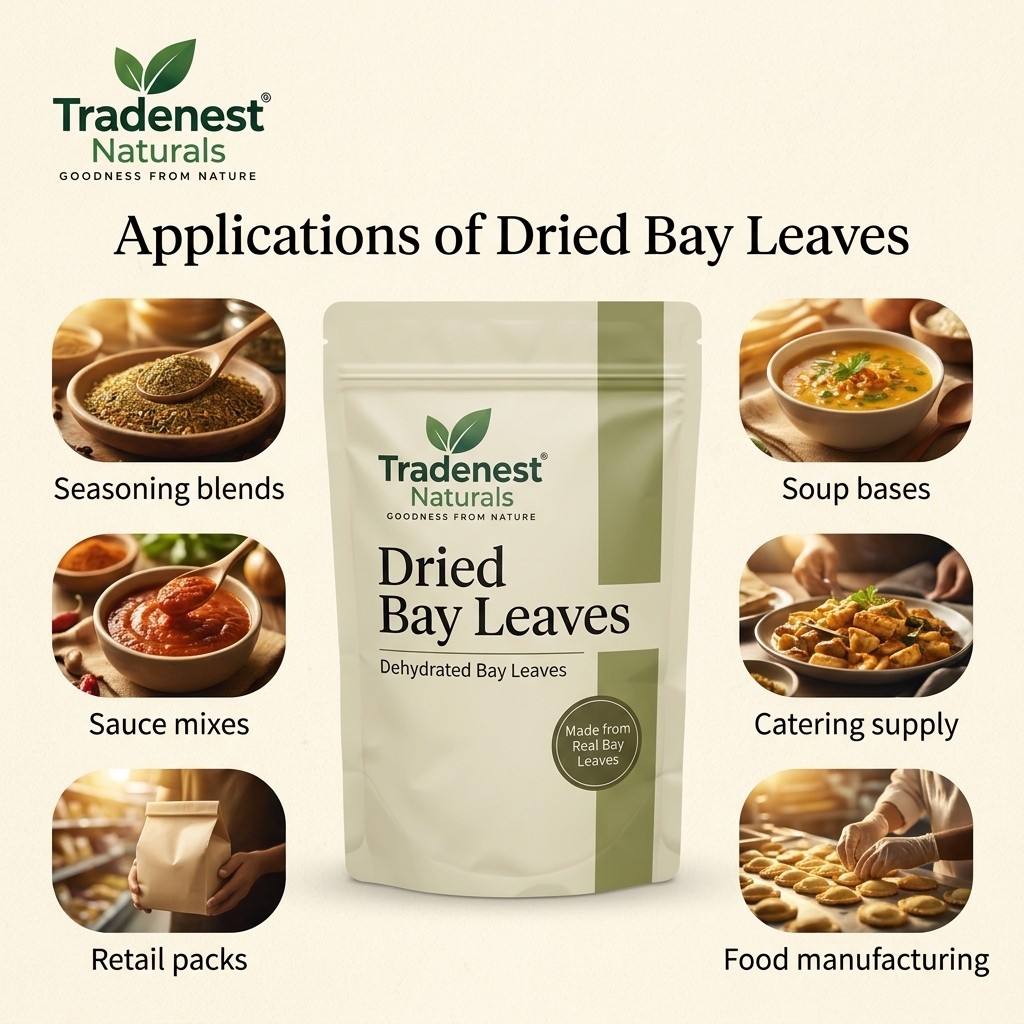 Tradenest®
Naturals
GOODNESS FROM NATURE
Applications of Dried Bay Leaves
Seasoning blends
Sauce mixes
Retail packs
Tradenest®
Naturals
GOODNESS FROM NATURE
Dried
Bay Leaves
Dehydrated Bay Leaves
Made from
Real Bay
Leaves
Soup bases
Catering supply
Food manufacturing